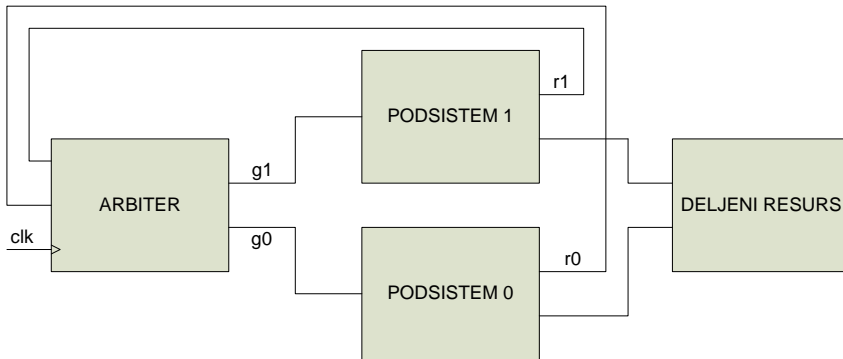 r1
PODSISTEM 1
g1
ARBITER
DELJENI RESURS
clk
g0
r0
PODSISTEM 0